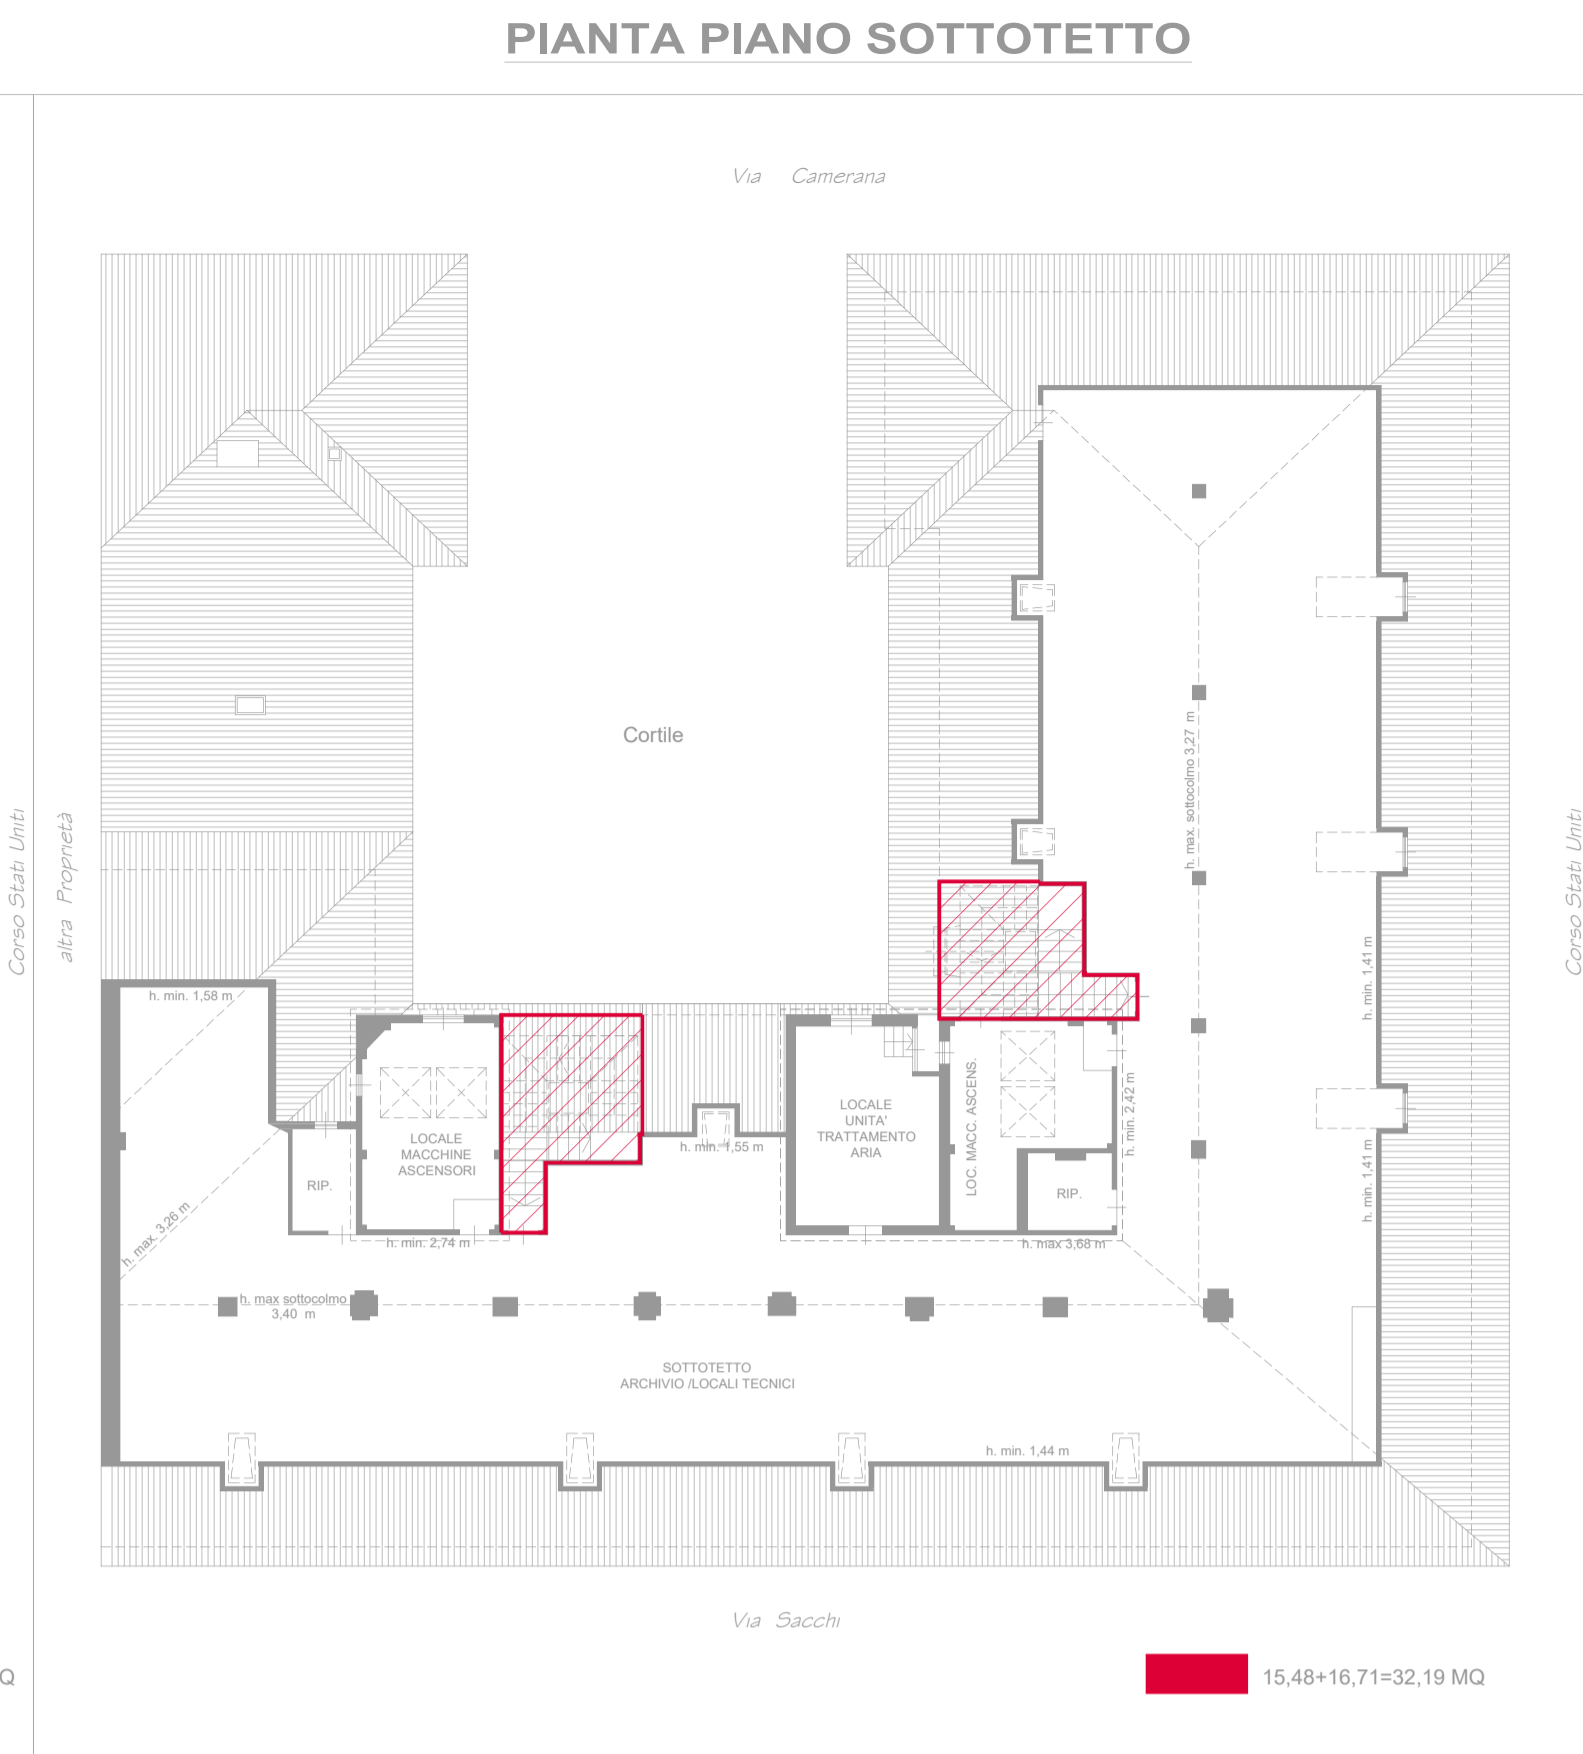 PIANTA PIANO SOTTOTETTO
Via Camerana
Cortile
Corso Stati Uniti
altra Proprietà
Corso Stati Uniti
h. max. sottocolmo 3,27 m
h. min. 1,41 m
h. min. 1,58 m
LOCALE
MACCHINE
ASCENSORI
RIP.
h. max. 3,26 m
h. min. 2,74 m
h. min. 1,55 m
LOCALE
UNITA'
TRATTAMENTO
ARIA
LOC. MACC. ASCENS.
RIP.
h. min. 2,42 m
h. min. 1,41 m
h. max 3,68 m
h. max sottocolmo
3,40 m
SOTTOTETTO
ARCHIVIO /LOCALI TECNICI
h. min. 1,44 m
Via Sacchi
Q
15,48+16,71=32,19 MQ